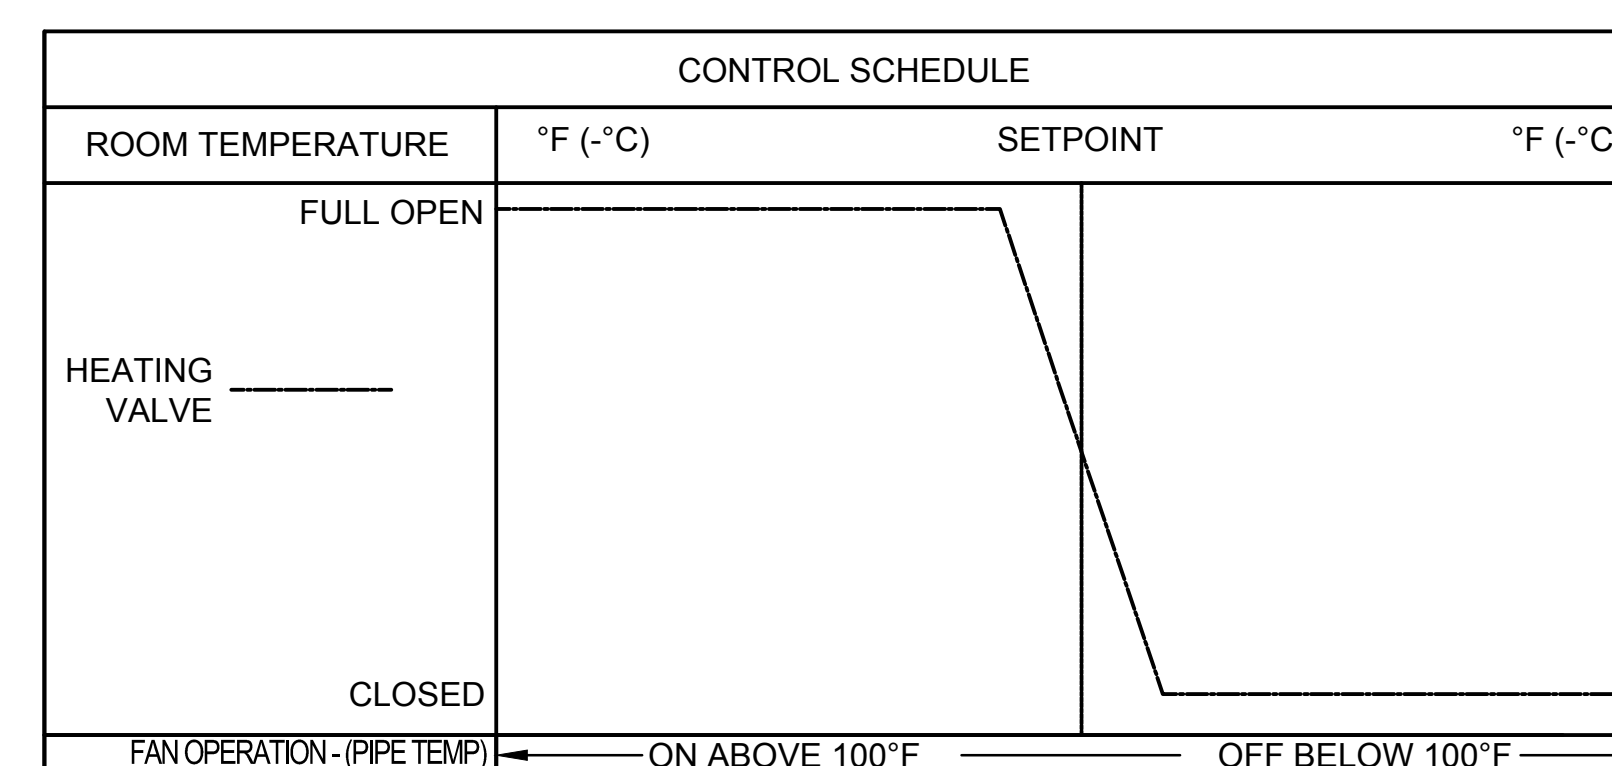 CONTROL SCHEDULE
ROOM TEMPERATURE °F (-°C) SETPOINT °F (-°C
FULL OPEN
HEATING
VALVE
CLOSED
FAN OPERATION - (PIPE TEMP) ON ABOVE 100°F OFF BELOW 100°F